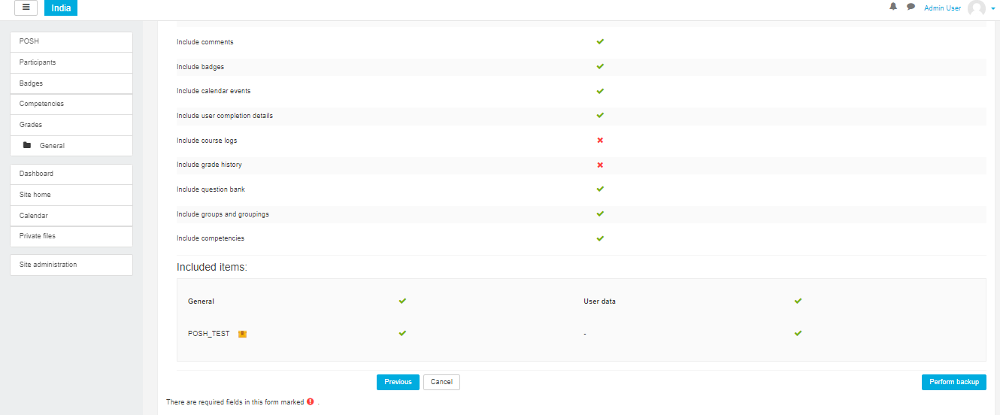 India
Admin User
POSH
Participants
Badges
Competencies
Grades
General
Dashboard
Site home
Calendar
Private files
Site administration
Include comments
Include badges
Include calendar events
Include user completion details
Include course logs
Include grade history
Include question bank
Include groups and groupings
Include competencies
Included items:
General User data
POSH_TEST -
Previous Cancel Perform backup
There are required fields in this form marked .